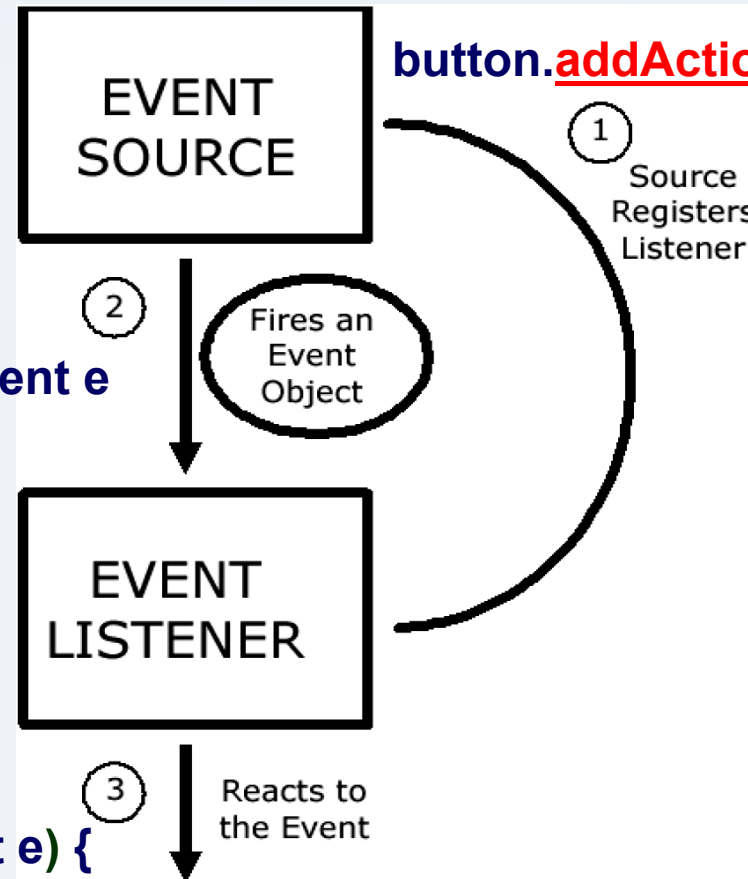 EVENT
SOURCE
button.addActio
1
Source
Registers
Listener
2
Fires an
Event
Object
ent e
EVENT
LISTENER
3
Reacts to
the Event
t e) {